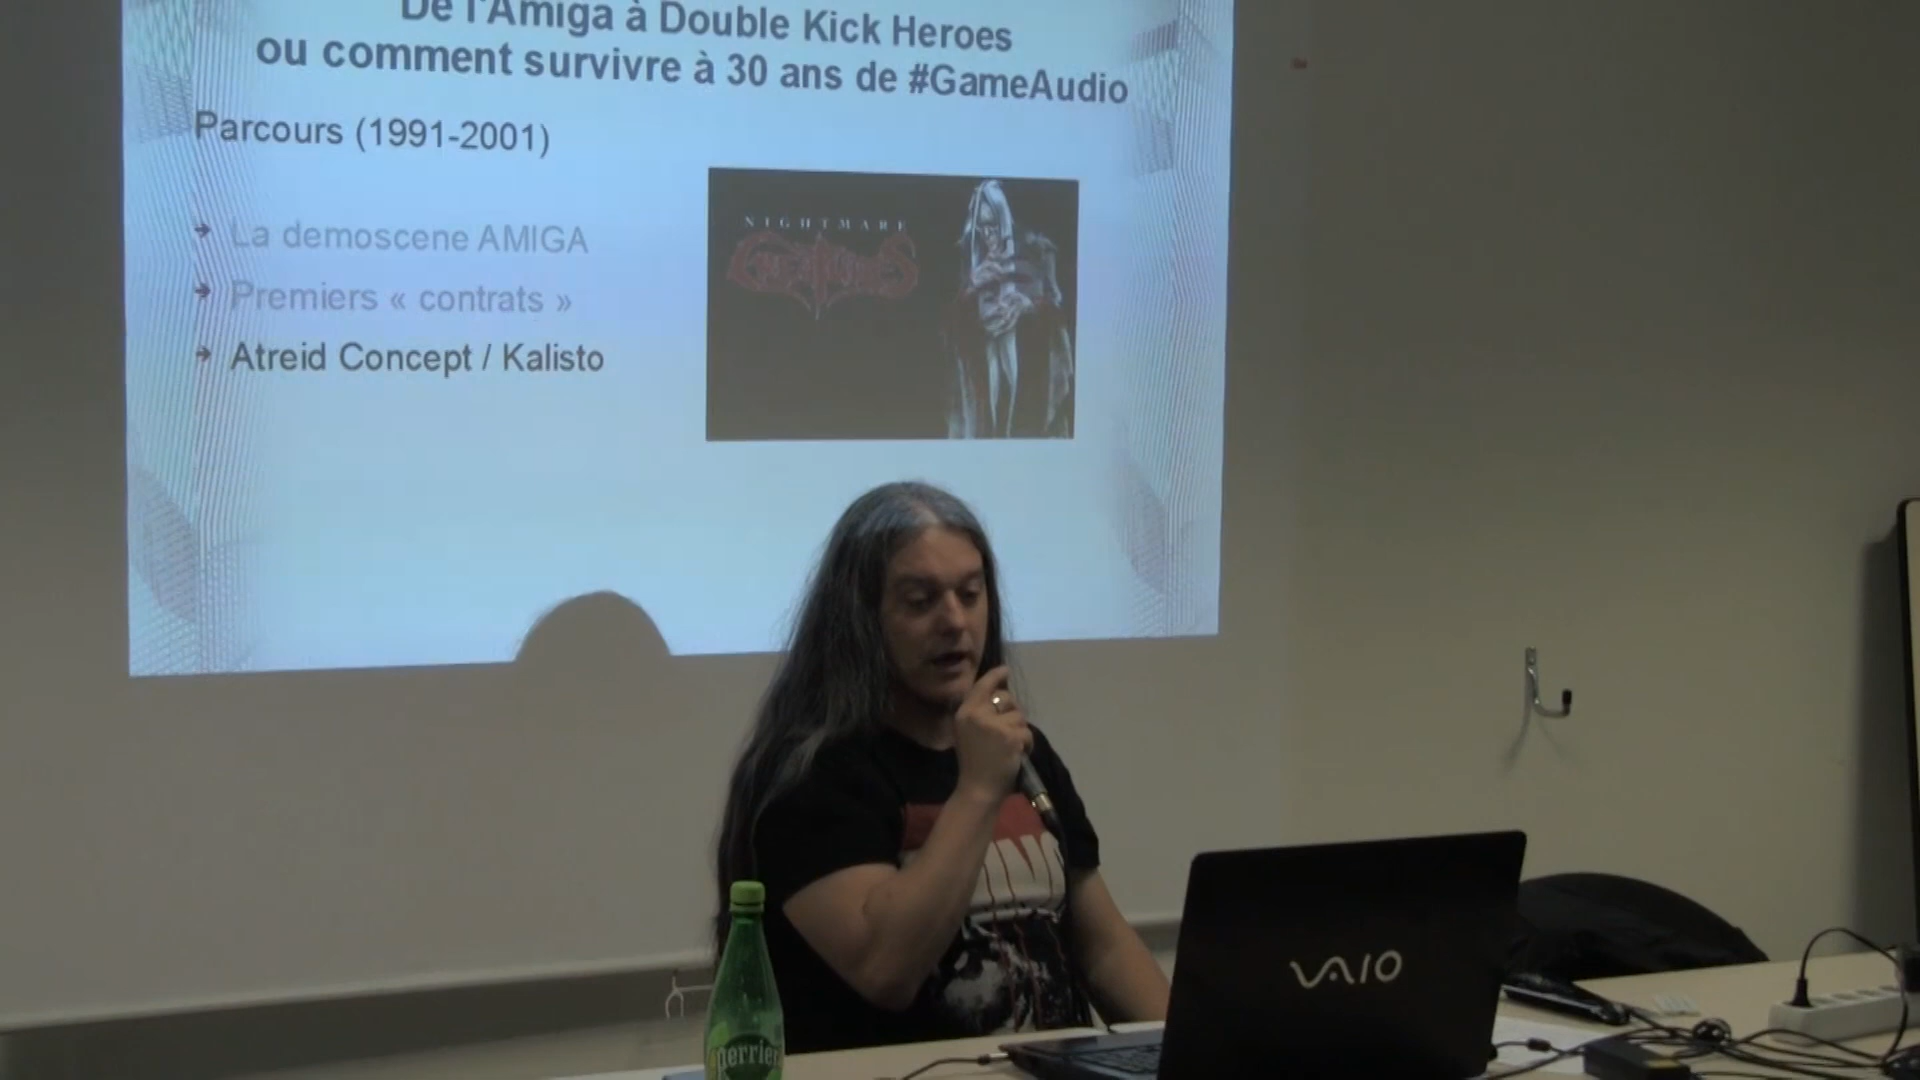 De l'Amiga à Double Kick Heroes
ou comment survivre à 30 ans de #GameAudio
Parcours (1991-2001)
La demoscene AMIGA
Premiers « contrats »
Atreid Concept / Kalisto
NIGHTMARE
CREATURES
VAIO
perrier